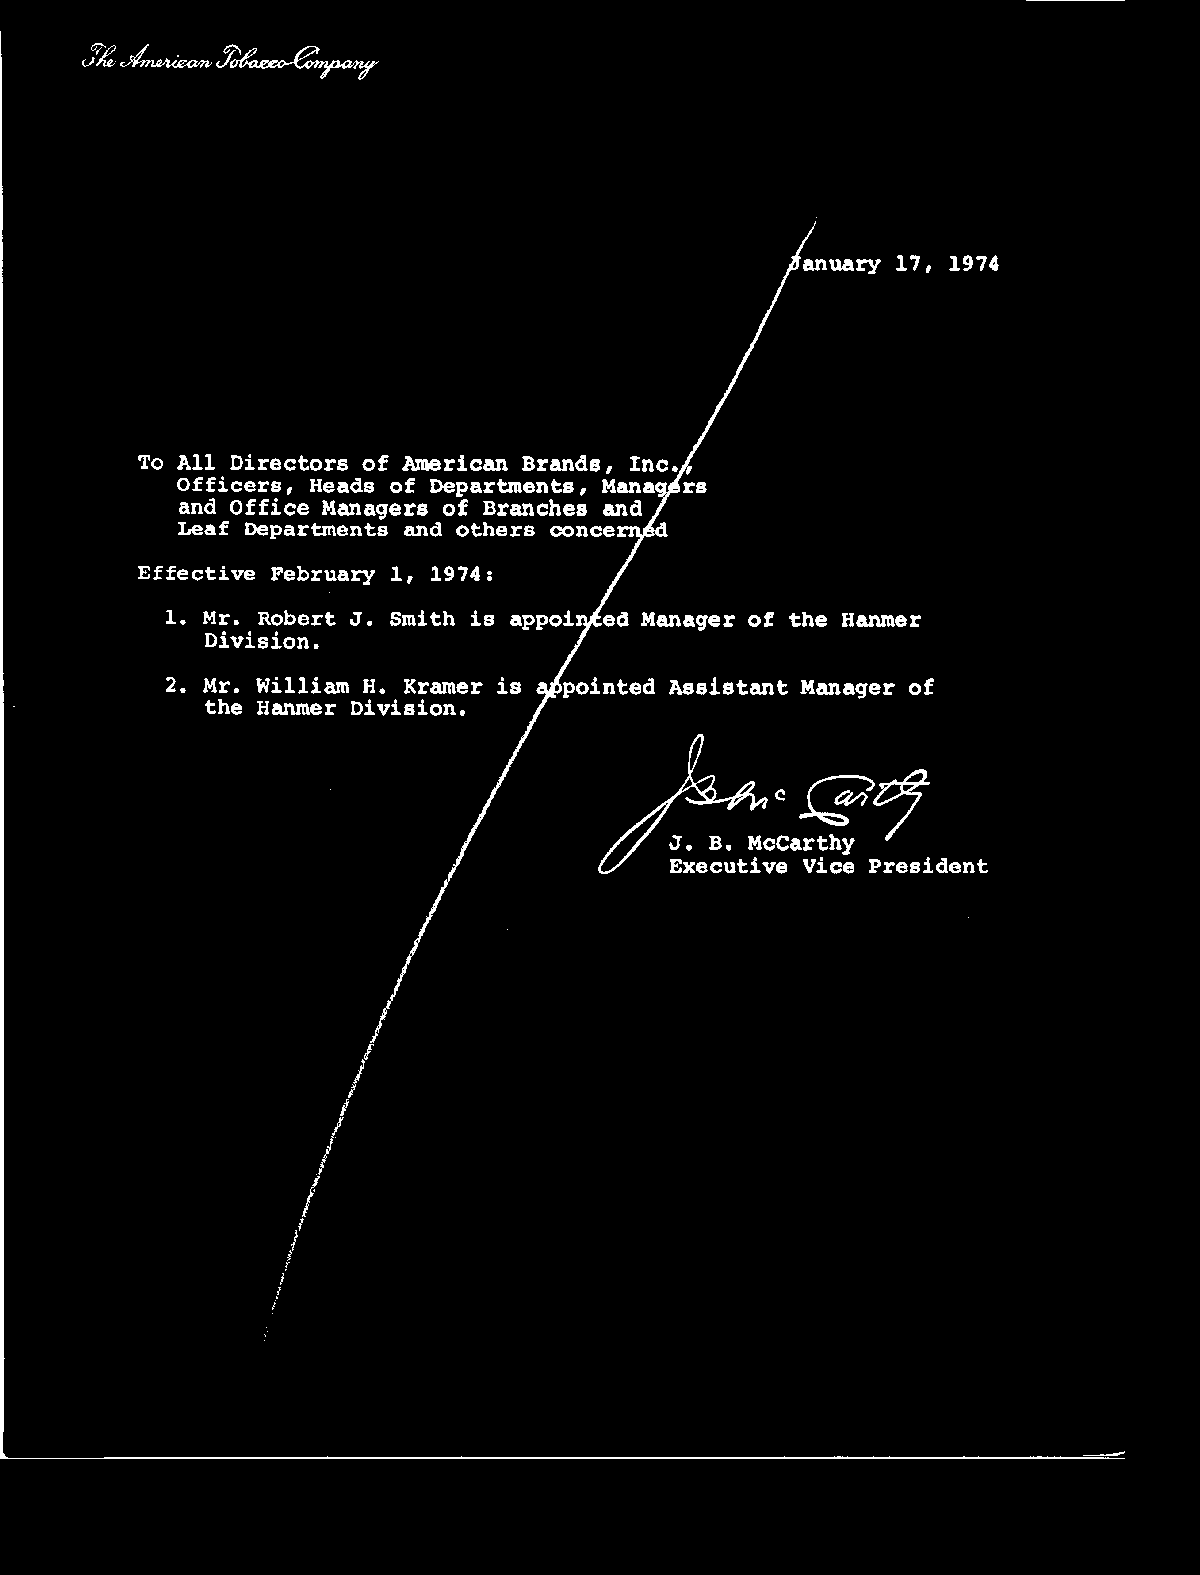 The American Tobacco Company
January 17, 1974
To All Directors of American Brands, Inc.,
Officers, Heads of Departments, Managers
and Office Managers of Branches and
Leaf Departments and others concerned
Effective February 1, 1974:
1. Mr. Robert J. Smith is appointed Manager of the Hanmer
Division.
2. Mr. William H. Kramer is appointed Assistant Manager of
the Hanmer Division.
J B McCarthy
J. B. McCarthy
Executive Vice President